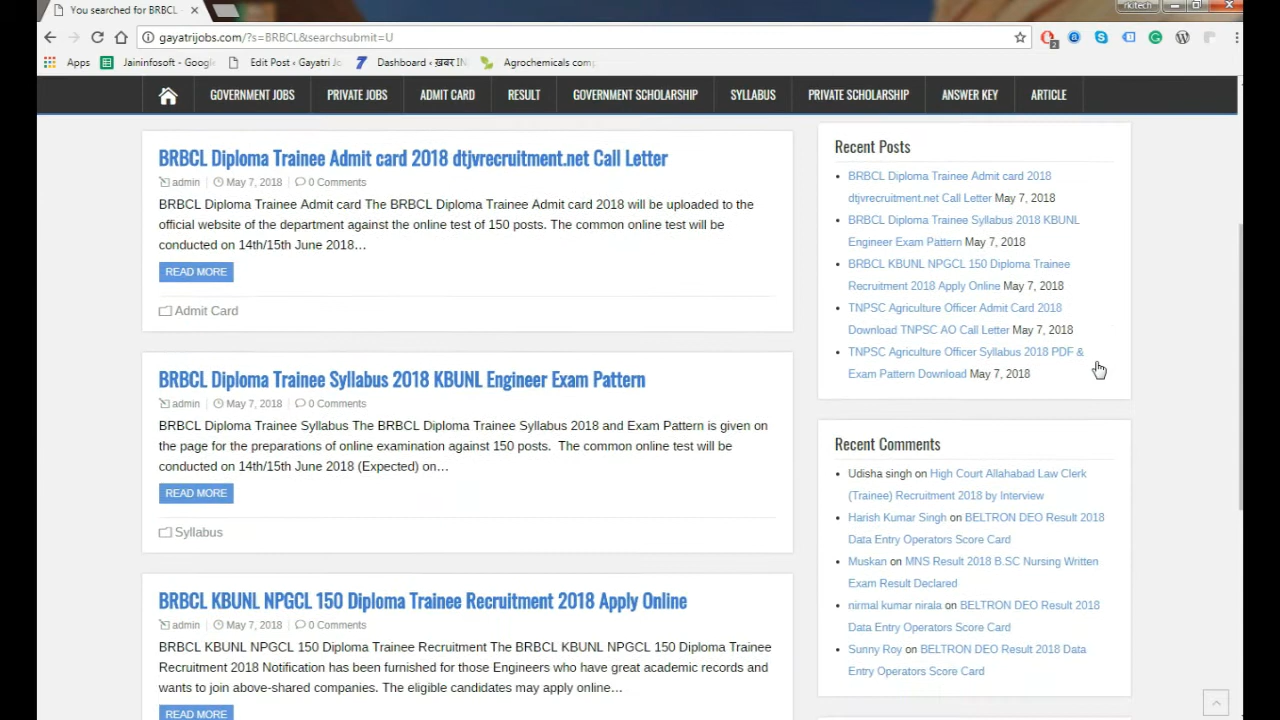 You searched for BRBCL
rkitech
gayatrijobs.com/?s=BRBCL&searchsubmit=U
2
Apps Jaininfosoft - Google Edit Post ‹ Gayatri Jo Dashboard ‹ ख़बर IN Agrochemicals comp
GOVERNMENT JOBS PRIVATE JOBS ADMIT CARD RESULT GOVERNMENT SCHOLARSHIP SYLLABUS PRIVATE SCHOLARSHIP ANSWER KEY ARTICLE
BRBCL Diploma Trainee Admit card 2018 dtjvrecruitment.net Call Letter
admin May 7, 2018 0 Comments
BRBCL Diploma Trainee Admit card The BRBCL Diploma Trainee Admit card 2018 will be uploaded to the
official website of the department against the online test of 150 posts. The common online test will be
conducted on 14th/15th June 2018…
READ MORE
Admit Card
BRBCL Diploma Trainee Syllabus 2018 KBUNL Engineer Exam Pattern
admin May 7, 2018 0 Comments
BRBCL Diploma Trainee Syllabus The BRBCL Diploma Trainee Syllabus 2018 and Exam Pattern is given on
the page for the preparations of online examination against 150 posts. The common online test will be
conducted on 14th/15th June 2018 (Expected) on…
READ MORE
Syllabus
BRBCL KBUNL NPGCL 150 Diploma Trainee Recruitment 2018 Apply Online
admin May 7, 2018 0 Comments
BRBCL KBUNL NPGCL 150 Diploma Trainee Recruitment The BRBCL KBUNL NPGCL 150 Diploma Trainee
Recruitment 2018 Notification has been furnished for those Engineers who have great academic records and
wants to join above-shared companies. The eligible candidates may apply online…
READ MORE
Recent Posts
BRBCL Diploma Trainee Admit card 2018
dtjvrecruitment.net Call Letter May 7, 2018
BRBCL Diploma Trainee Syllabus 2018 KBUNL
Engineer Exam Pattern May 7, 2018
BRBCL KBUNL NPGCL 150 Diploma Trainee
Recruitment 2018 Apply Online May 7, 2018
TNPSC Agriculture Officer Admit Card 2018
Download TNPSC AO Call Letter May 7, 2018
TNPSC Agriculture Officer Syllabus 2018 PDF &
Exam Pattern Download May 7, 2018
Recent Comments
Udisha singh on High Court Allahabad Law Clerk
(Trainee) Recruitment 2018 by Interview
Harish Kumar Singh on BELTRON DEO Result 2018
Data Entry Operators Score Card
Muskan on MNS Result 2018 B.SC Nursing Written
Exam Result Declared
nirmal kumar nirala on BELTRON DEO Result 2018
Data Entry Operators Score Card
Sunny Roy on BELTRON DEO Result 2018 Data
Entry Operators Score Card